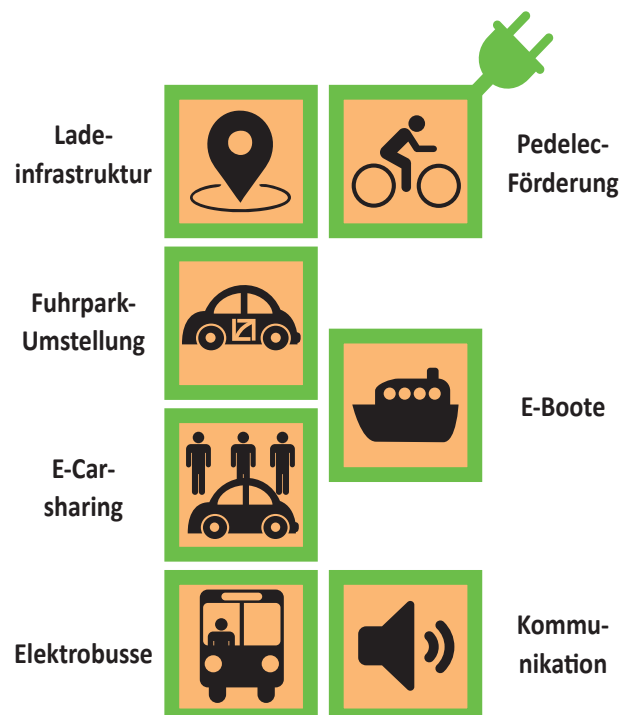 Lade-
infrastruktur
Pedelec-
Förderung
Fuhrpark-
Umstellung
E-Boote
E-Car-
sharing
Elektrobusse
Kommu-
nikation